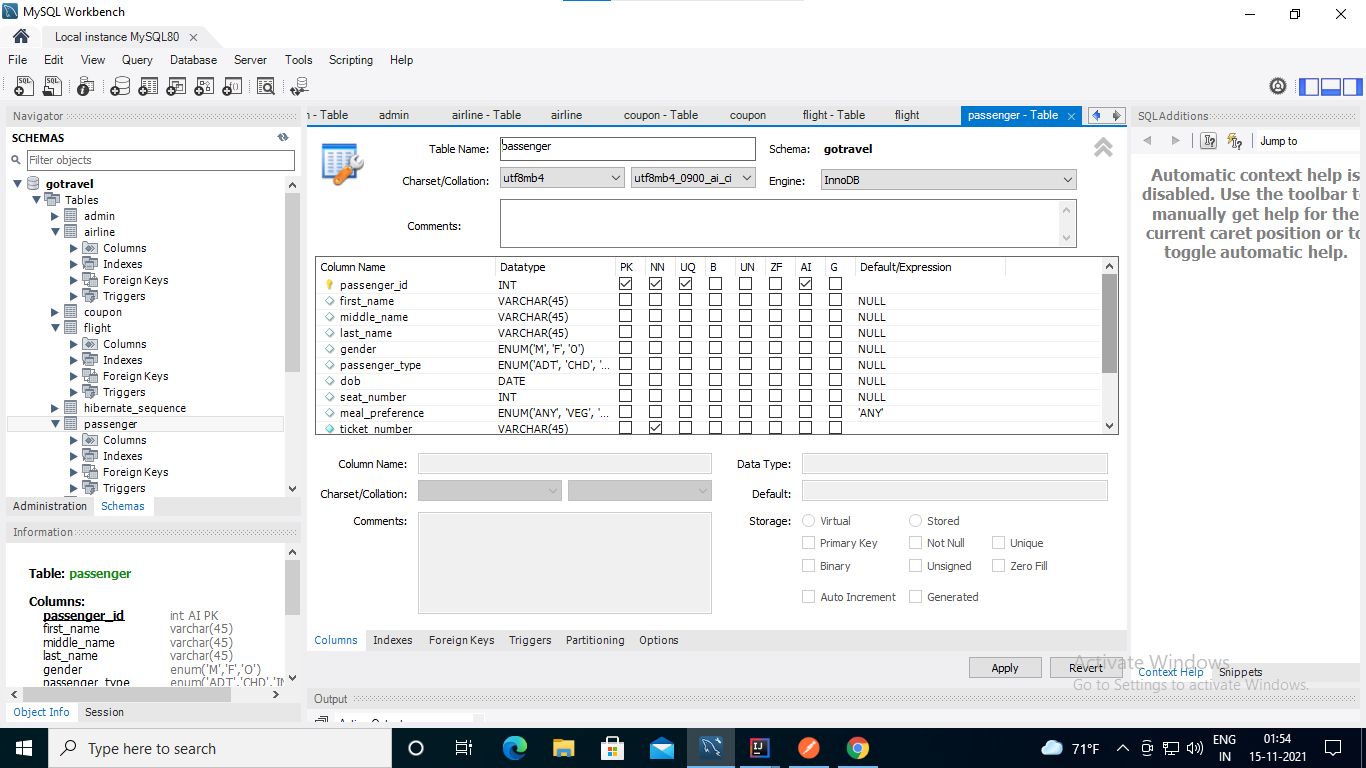 MySQL Workbench
Local instance MySQL80
File Edit View Query Database Server Tools Scripting Help
Navigator
SCHEMAS
Filter objects
gotravel
Tables
admin
airline
Columns
Indexes
Foreign Keys
Triggers
coupon
flight
Columns
Indexes
Foreign Keys
Triggers
hibernate_sequence
passenger
Columns
Indexes
Foreign Keys
Triggers
Administration Schemas
Information
Table: passenger
Columns:
passenger_id int AI PK
first_name varchar(45)
middle_name varchar(45)
last_name varchar(45)
gender enum('M','F','O')
passenger_type enum('ADT','CHD','IN
Object Info Session
- Table admin airline - Table airline coupon - Table coupon flight - Table flight passenger - Table
Table Name: passenger Schema: gotravel
Charset/Collation: utf8mb4 utf8mb4_0900_ai_ci Engine: InnoDB
Comments:
Column Name Datatype PK NN UQ B UN ZF AI G Default/Expression
passenger_id INT
first_name VARCHAR(45) NULL
middle_name VARCHAR(45) NULL
last_name VARCHAR(45) NULL
gender ENUM('M', 'F', 'O') NULL
passenger_type ENUM('ADT', 'CHD', '... NULL
dob DATE NULL
seat_number INT NULL
meal_preference ENUM('ANY', 'VEG', '... 'ANY'
ticket_number VARCHAR(45)
Column Name: Data Type:
Charset/Collation: Default:
Comments: Storage: Virtual Stored
Primary Key Not Null Unique
Binary Unsigned Zero Fill
Auto Increment Generated
Columns Indexes Foreign Keys Triggers Partitioning Options
Apply Revert
Output
SQLAdditions
Jump to
Automatic context help is
disabled. Use the toolbar t
manually get help for the
current caret position or to
toggle automatic help.
Activate Windows
Go to Settings to activate Windows.
Context Help Snippets
Type here to search
71°F
ENG
IN
01:54
15-11-2021